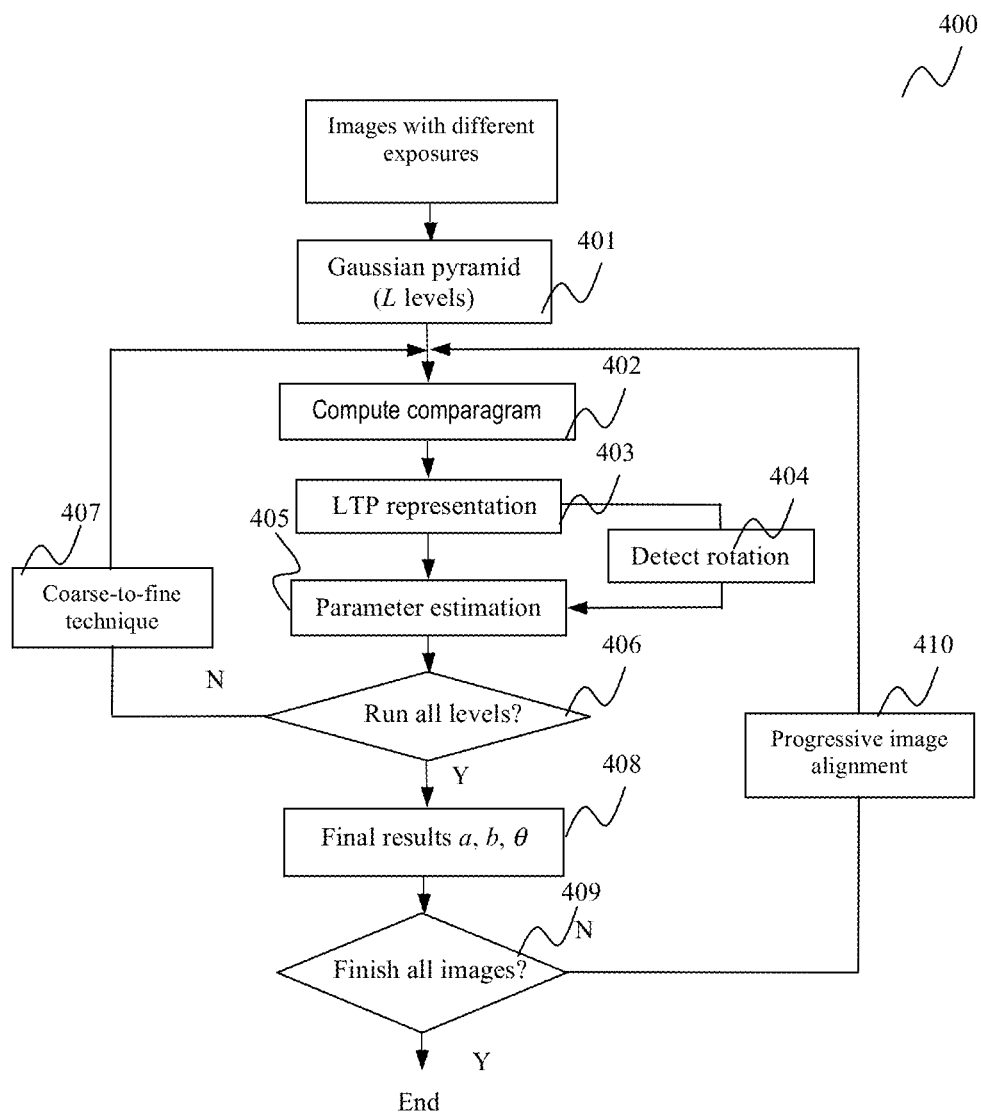 400
Images with different
exposures
401
Gaussian pyramid
(L levels)
402
Compute comparagram
403
LTP representation
404
Detect rotation
405
Parameter estimation
407
Coarse-to-fine
technique
406
N
Run all levels?
Y
410
Progressive image
alignment
408
Final results a, b, θ
409
N
Finish all images?
Y
End